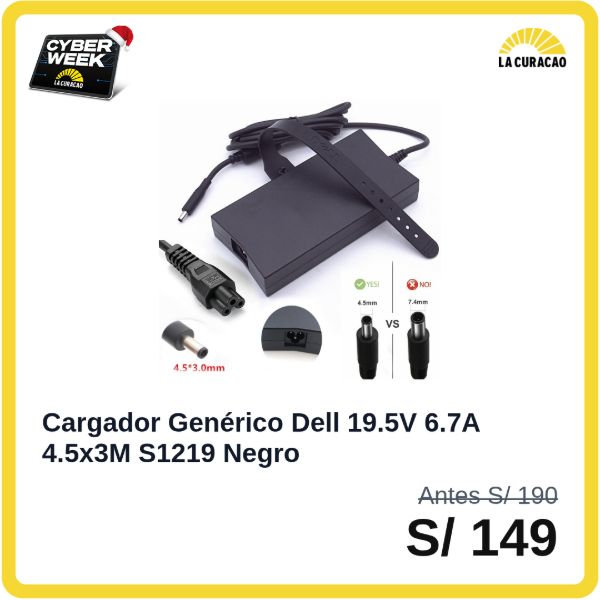 CYBER
WEEK
LA CURACAO
LA CURACAO
YES!
NO!
4.5mm
7.4mm
VS
4.5*3.0mm
Cargador Genérico Dell 19.5V 6.7A
4.5x3M S1219 Negro
Antes S/ 190
S/ 149